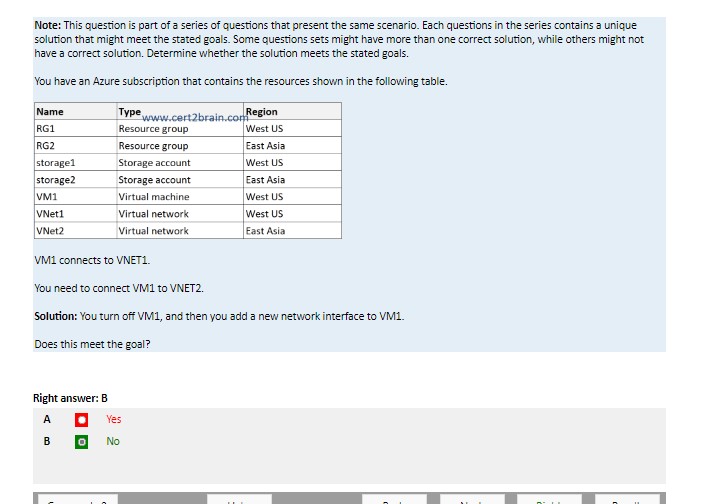 Note: This question is part of a series of questions that present the same scenario. Each questions in the series contains a unique
solution that might meet the stated goals. Some questions sets might have more than one correct solution, while others might not
have a correct solution. Determine whether the solution meets the stated goals.
You have an Azure subscription that contains the resources shown in the following table.
Name Type Region
www.cert2brain.com
RG1 Resource group West US
RG2 Resource group East Asia
storage1 Storage account West US
storage2 Storage account East Asia
VM1 Virtual machine West US
VNet1 Virtual network West US
VNet2 Virtual network East Asia
VM1 connects to VNET1.
You need to connect VM1 to VNET2.
Solution: You turn off VM1, and then you add a new network interface to VM1.
Does this meet the goal?
Right answer: B
A Yes
B No